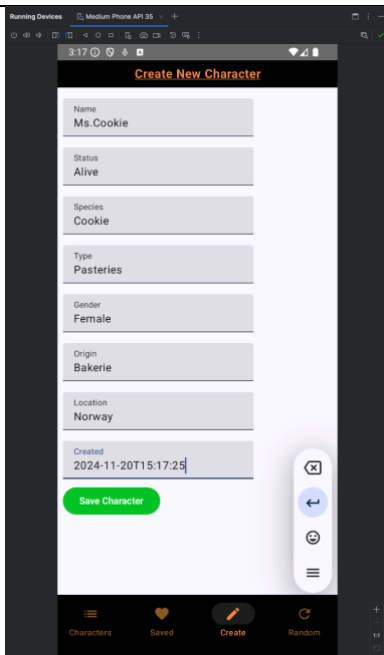 Running Devices
Medium Phone API 35
3:17
Create New Character
Name
Ms.Cookie
Status
Alive
Species
Cookie
Type
Pasteries
Gender
Female
Origin
Bakerie
Location
Norway
Created
2024-11-20T15:17:25
Save Character
Characters
Saved
Create
Random
1:1